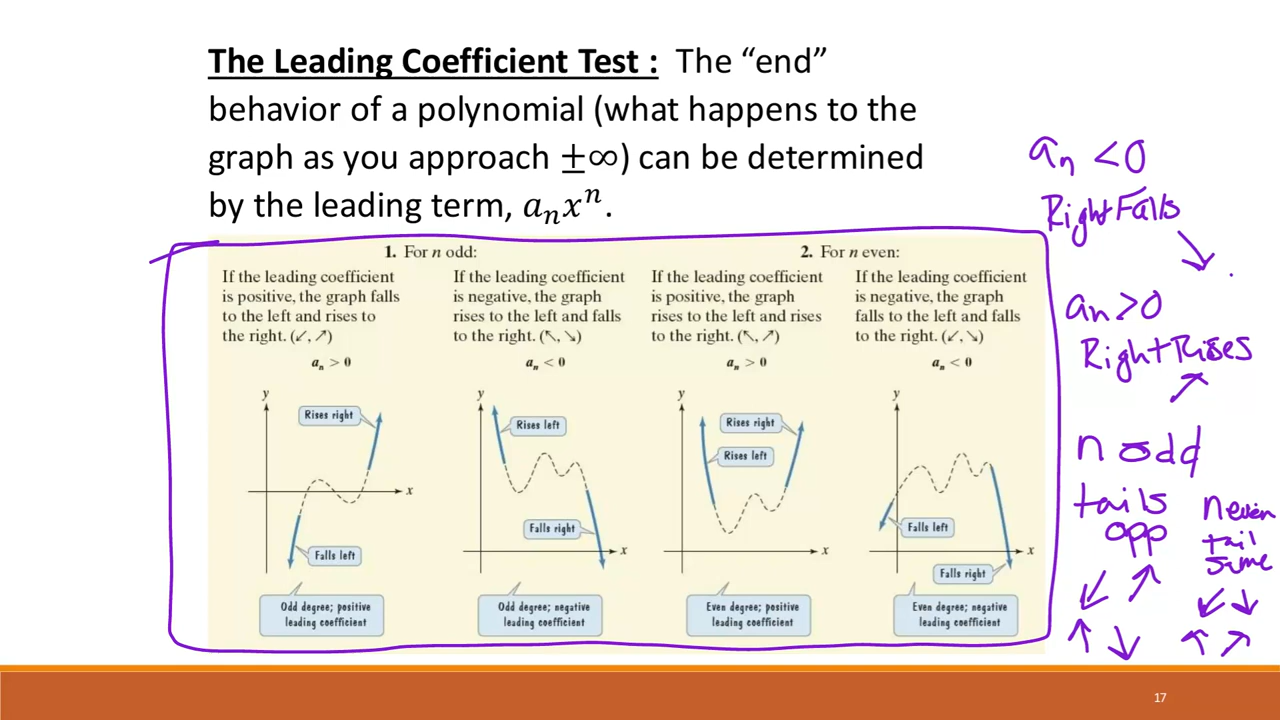 The Leading Coefficient Test : The “end”
behavior of a polynomial (what happens to the
graph as you approach ±∞) can be determined
by the leading term, aₙxⁿ.
1. For n odd:
If the leading coefficient
is positive, the graph falls
to the left and rises to
the right. (↙, ↗)
aₙ > 0
If the leading coefficient
is negative, the graph
rises to the left and falls
to the right. (↖, ↘)
aₙ < 0
2. For n even:
If the leading coefficient
is positive, the graph
rises to the left and rises
to the right. (↖, ↗)
aₙ > 0
If the leading coefficient
is negative, the graph
falls to the left and falls
to the right. (↙, ↘)
aₙ < 0
y
Rises right
x
Falls left
Odd degree; positive
leading coefficient
y
Rises left
Falls right
x
Odd degree; negative
leading coefficient
y
Rises right
Rises left
x
Even degree; positive
leading coefficient
y
Falls left
x
Falls right
Even degree; negative
leading coefficient
aₙ < 0
Right Falls
↘
aₙ > 0
Right Rises
↗
n odd
tails
opp
↙ ↗
↑ ↘
n even
tail
same
↙ ↓
↖ ↗
17